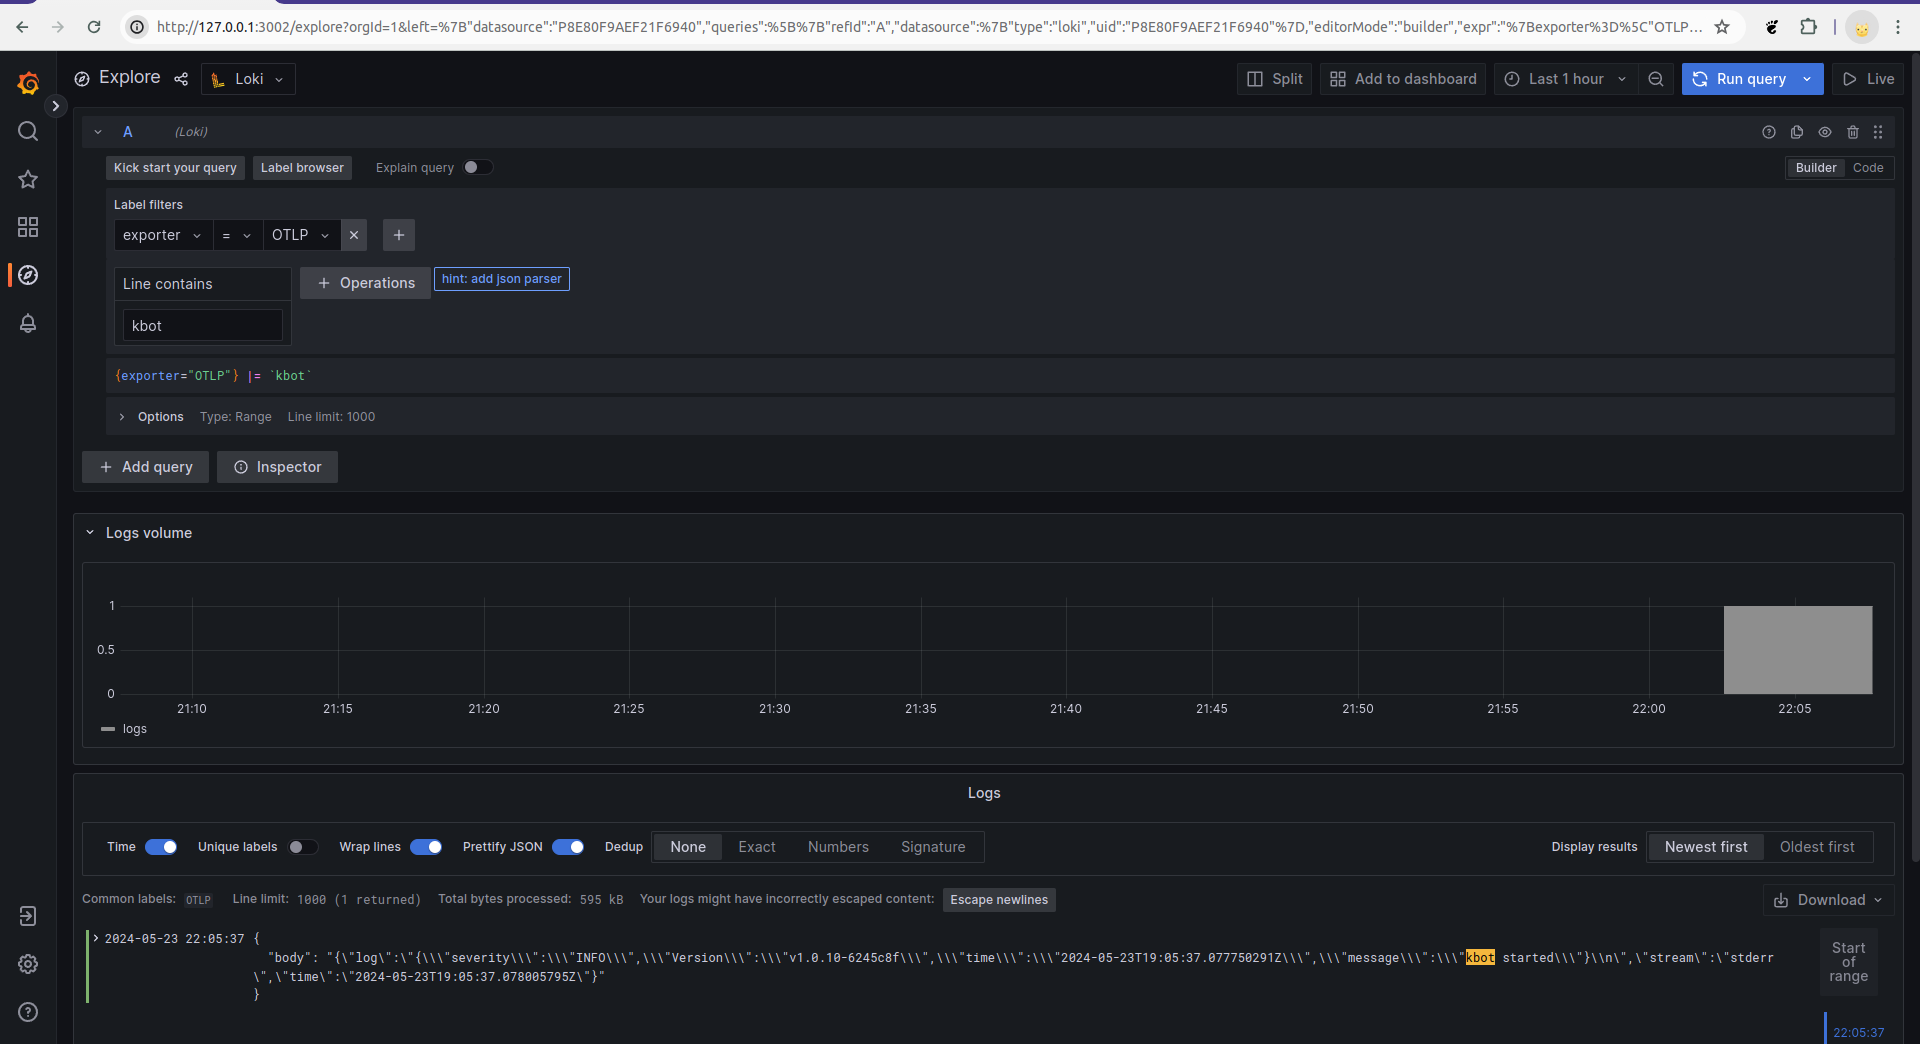 http://127.0.0.1:3002/explore?orgId=1&left=%7B"datasource":"P8E80F9AEF21F6940","queries":%5B%7B"refId":"A","datasource":%7B"type":"loki","uid":"P8E80F9AEF21F6940"%7D,"editorMode":"builder","expr":"%7Bexporter%3D%5C"OTLP...
Explore Loki Split Add to dashboard Last 1 hour Run query Live
A (Loki)
Kick start your query Label browser Explain query Builder Code
Label filters
exporter = OTLP
Line contains Operations hint: add json parser
kbot
{exporter="OTLP"} |= `kbot`
Options Type: Range Line limit: 1000
Add query Inspector
Logs volume
1
0.5
0
21:10 21:15 21:20 21:25 21:30 21:35 21:40 21:45 21:50 21:55 22:00 22:05
logs
Logs
Time Unique labels Wrap lines Prettify JSON Dedup None Exact Numbers Signature Display results Newest first Oldest first
Common labels: OTLP Line limit: 1000 (1 returned) Total bytes processed: 595 kB Your logs might have incorrectly escaped content: Escape newlines Download
2024-05-23 22:05:37 {
"body": "{\"log\":\"{\\\"severity\\\":\\\"INFO\\\",\\\"Version\\\":\\\"v1.0.10-6245c8f\\\",\\\"time\\\":\\\"2024-05-23T19:05:37.077750291Z\\\",\\\"message\\\":\\\"kbot started\\\"}\\n\",\"stream\":\"stderr
\",\"time\":\"2024-05-23T19:05:37.078005795Z\"}"
}
Start
of
range
22:05:37